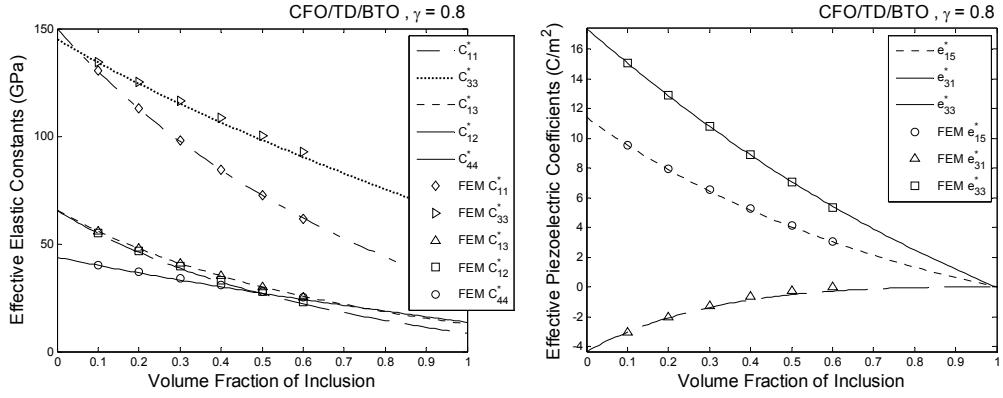 CFO/TD/BTO , γ = 0.8
150
100
50
0
0 0.1 0.2 0.3 0.4 0.5 0.6 0.7 0.8 0.9 1
Effective Elastic Constants (GPa)
Volume Fraction of Inclusion
C*11
C*33
C*13
C*12
C*44
FEM C*11
FEM C*33
FEM C*13
FEM C*12
FEM C*44
CFO/TD/BTO , γ = 0.8
16
14
12
10
8
6
4
2
0
-2
-4
0 0.1 0.2 0.3 0.4 0.5 0.6 0.7 0.8 0.9 1
Effective Piezoelectric Coefficients (C/m²)
Volume Fraction of Inclusion
e*15
e*31
e*33
FEM e*15
FEM e*31
FEM e*33